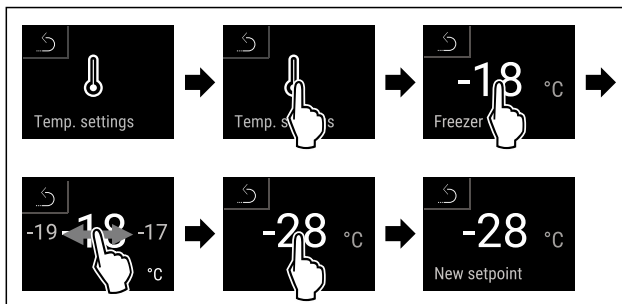 Temp. settings
Temp. s s
-18 °C
Freezer
-19 -18 -17
°C
-28 °C
-28 °C
New setpoint